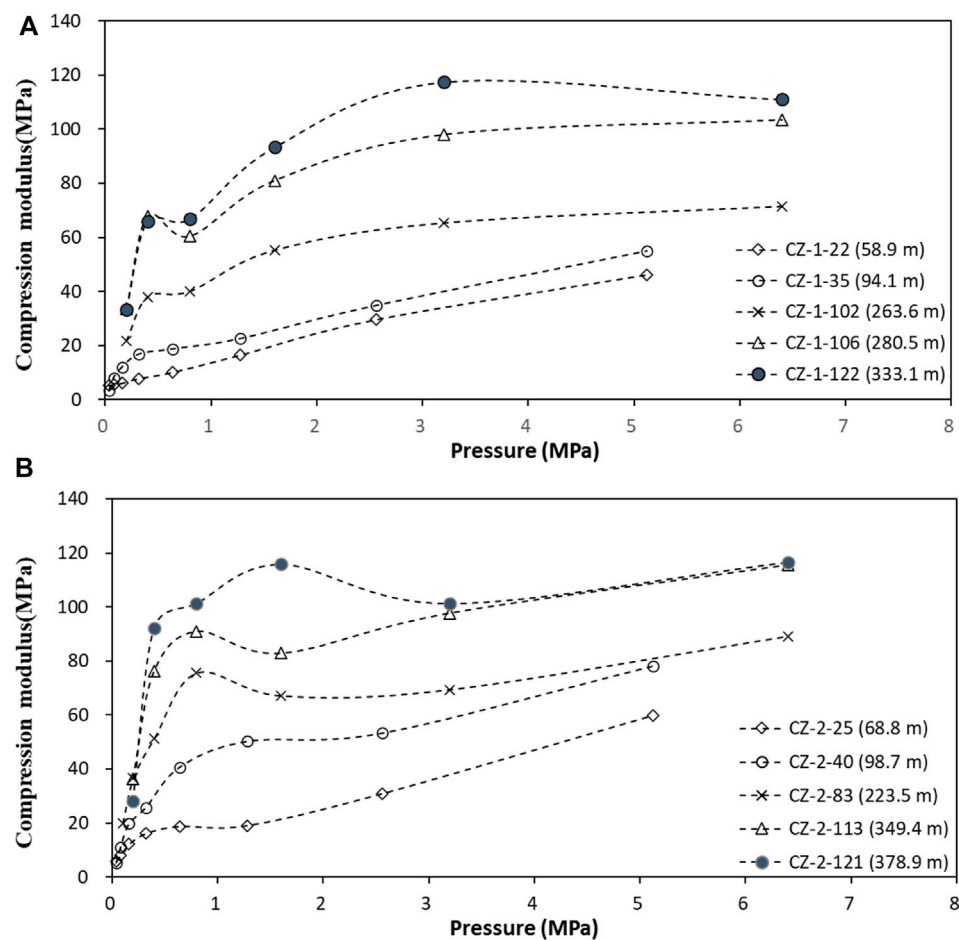 A
140
120
100
80
60
40
20
0
Compression modulus(MPa)
CZ-1-22 (58.9 m)
CZ-1-35 (94.1 m)
CZ-1-102 (263.6 m)
CZ-1-106 (280.5 m)
CZ-1-122 (333.1 m)
0 1 2 3 4 5 6 7 8
Pressure (MPa)
B
140
120
100
80
60
40
20
0
Compression modulus(MPa)
CZ-2-25 (68.8 m)
CZ-2-40 (98.7 m)
CZ-2-83 (223.5 m)
CZ-2-113 (349.4 m)
CZ-2-121 (378.9 m)
0 1 2 3 4 5 6 7 8
Pressure (MPa)